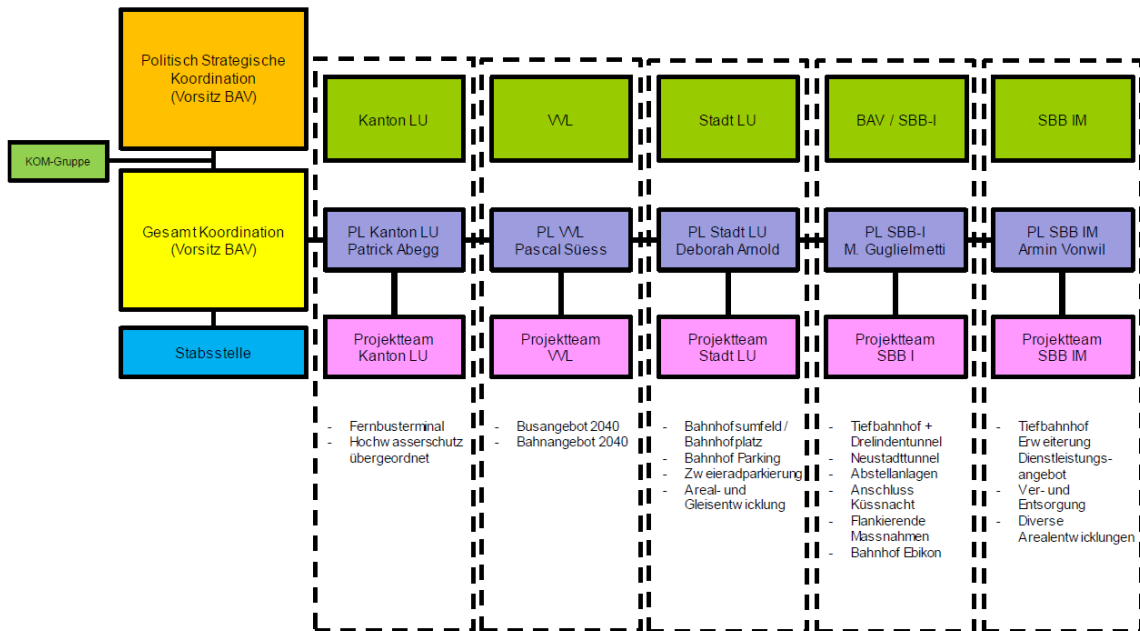 Politisch Strategische
Koordination
(Vorsitz BAV)
KOM-Gruppe
Gesamt Koordination
(Vorsitz BAV)
Stabsstelle
Kanton LU
PL Kanton LU
Patrick Abegg
Projektteam
Kanton LU
- Fernbusterminal
- Hochwasserschutz
übergeordnet
VVL
PL VVL
Pascal Süess
Projektteam
VVL
- Busangebot 2040
- Bahnangebot 2040
Stadt LU
PL Stadt LU
Deborah Arnold
Projektteam
Stadt LU
- Bahnhofsumfeld /
Bahnhofplatz
- Bahnhof Parking
- Zweieradparkierung
- Areal- und
Gleisentwicklung
BAV / SBB-I
PL SBB-I
M. Guglielmetti
Projektteam
SBB I
- Tiefbahnhof +
Drelindentunnel
- Neustadttunnel
- Abstellanlagen
- Anschluss
Küssnacht
- Flankierende
Massnahmen
- Bahnhof Ebikon
SBB IM
PL SBB IM
Armin Vonwil
Projektteam
SBB IM
- Tiefbahnhof
Erweiterung
Dienstleistungs-
angebot
- Ver- und
Entsorgung
- Diverse
Arealentwicklungen